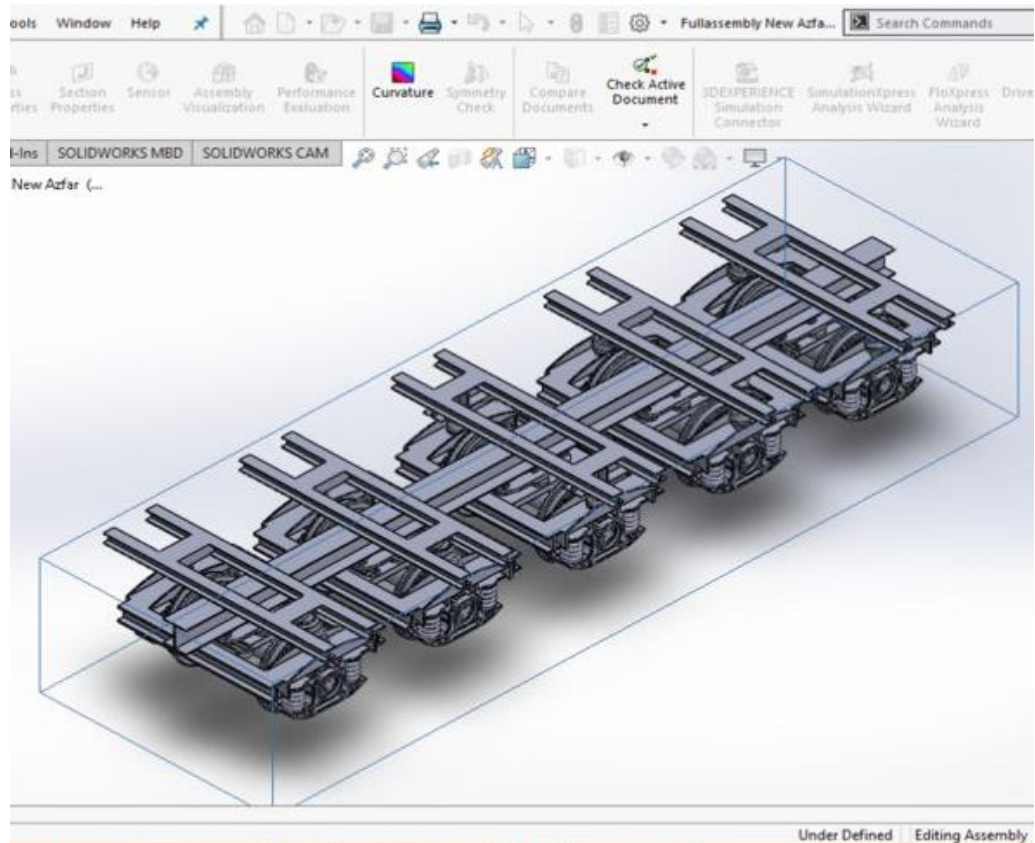 ools Window Help Fullassembly New Azfa... Search Commands
Section Properties
Sensor
Assembly Visualization
Performance Evaluation
Curvature
Symmetry Check
Compare Documents
Check Active Document
3DEXPERIENCE Simulation Connector
SimulationXpress Analysis Wizard
FloXpress Analysis Wizard
Drive
l-Ins SOLIDWORKS MBD SOLIDWORKS CAM
New Azfar (...
Under Defined Editing Assembly